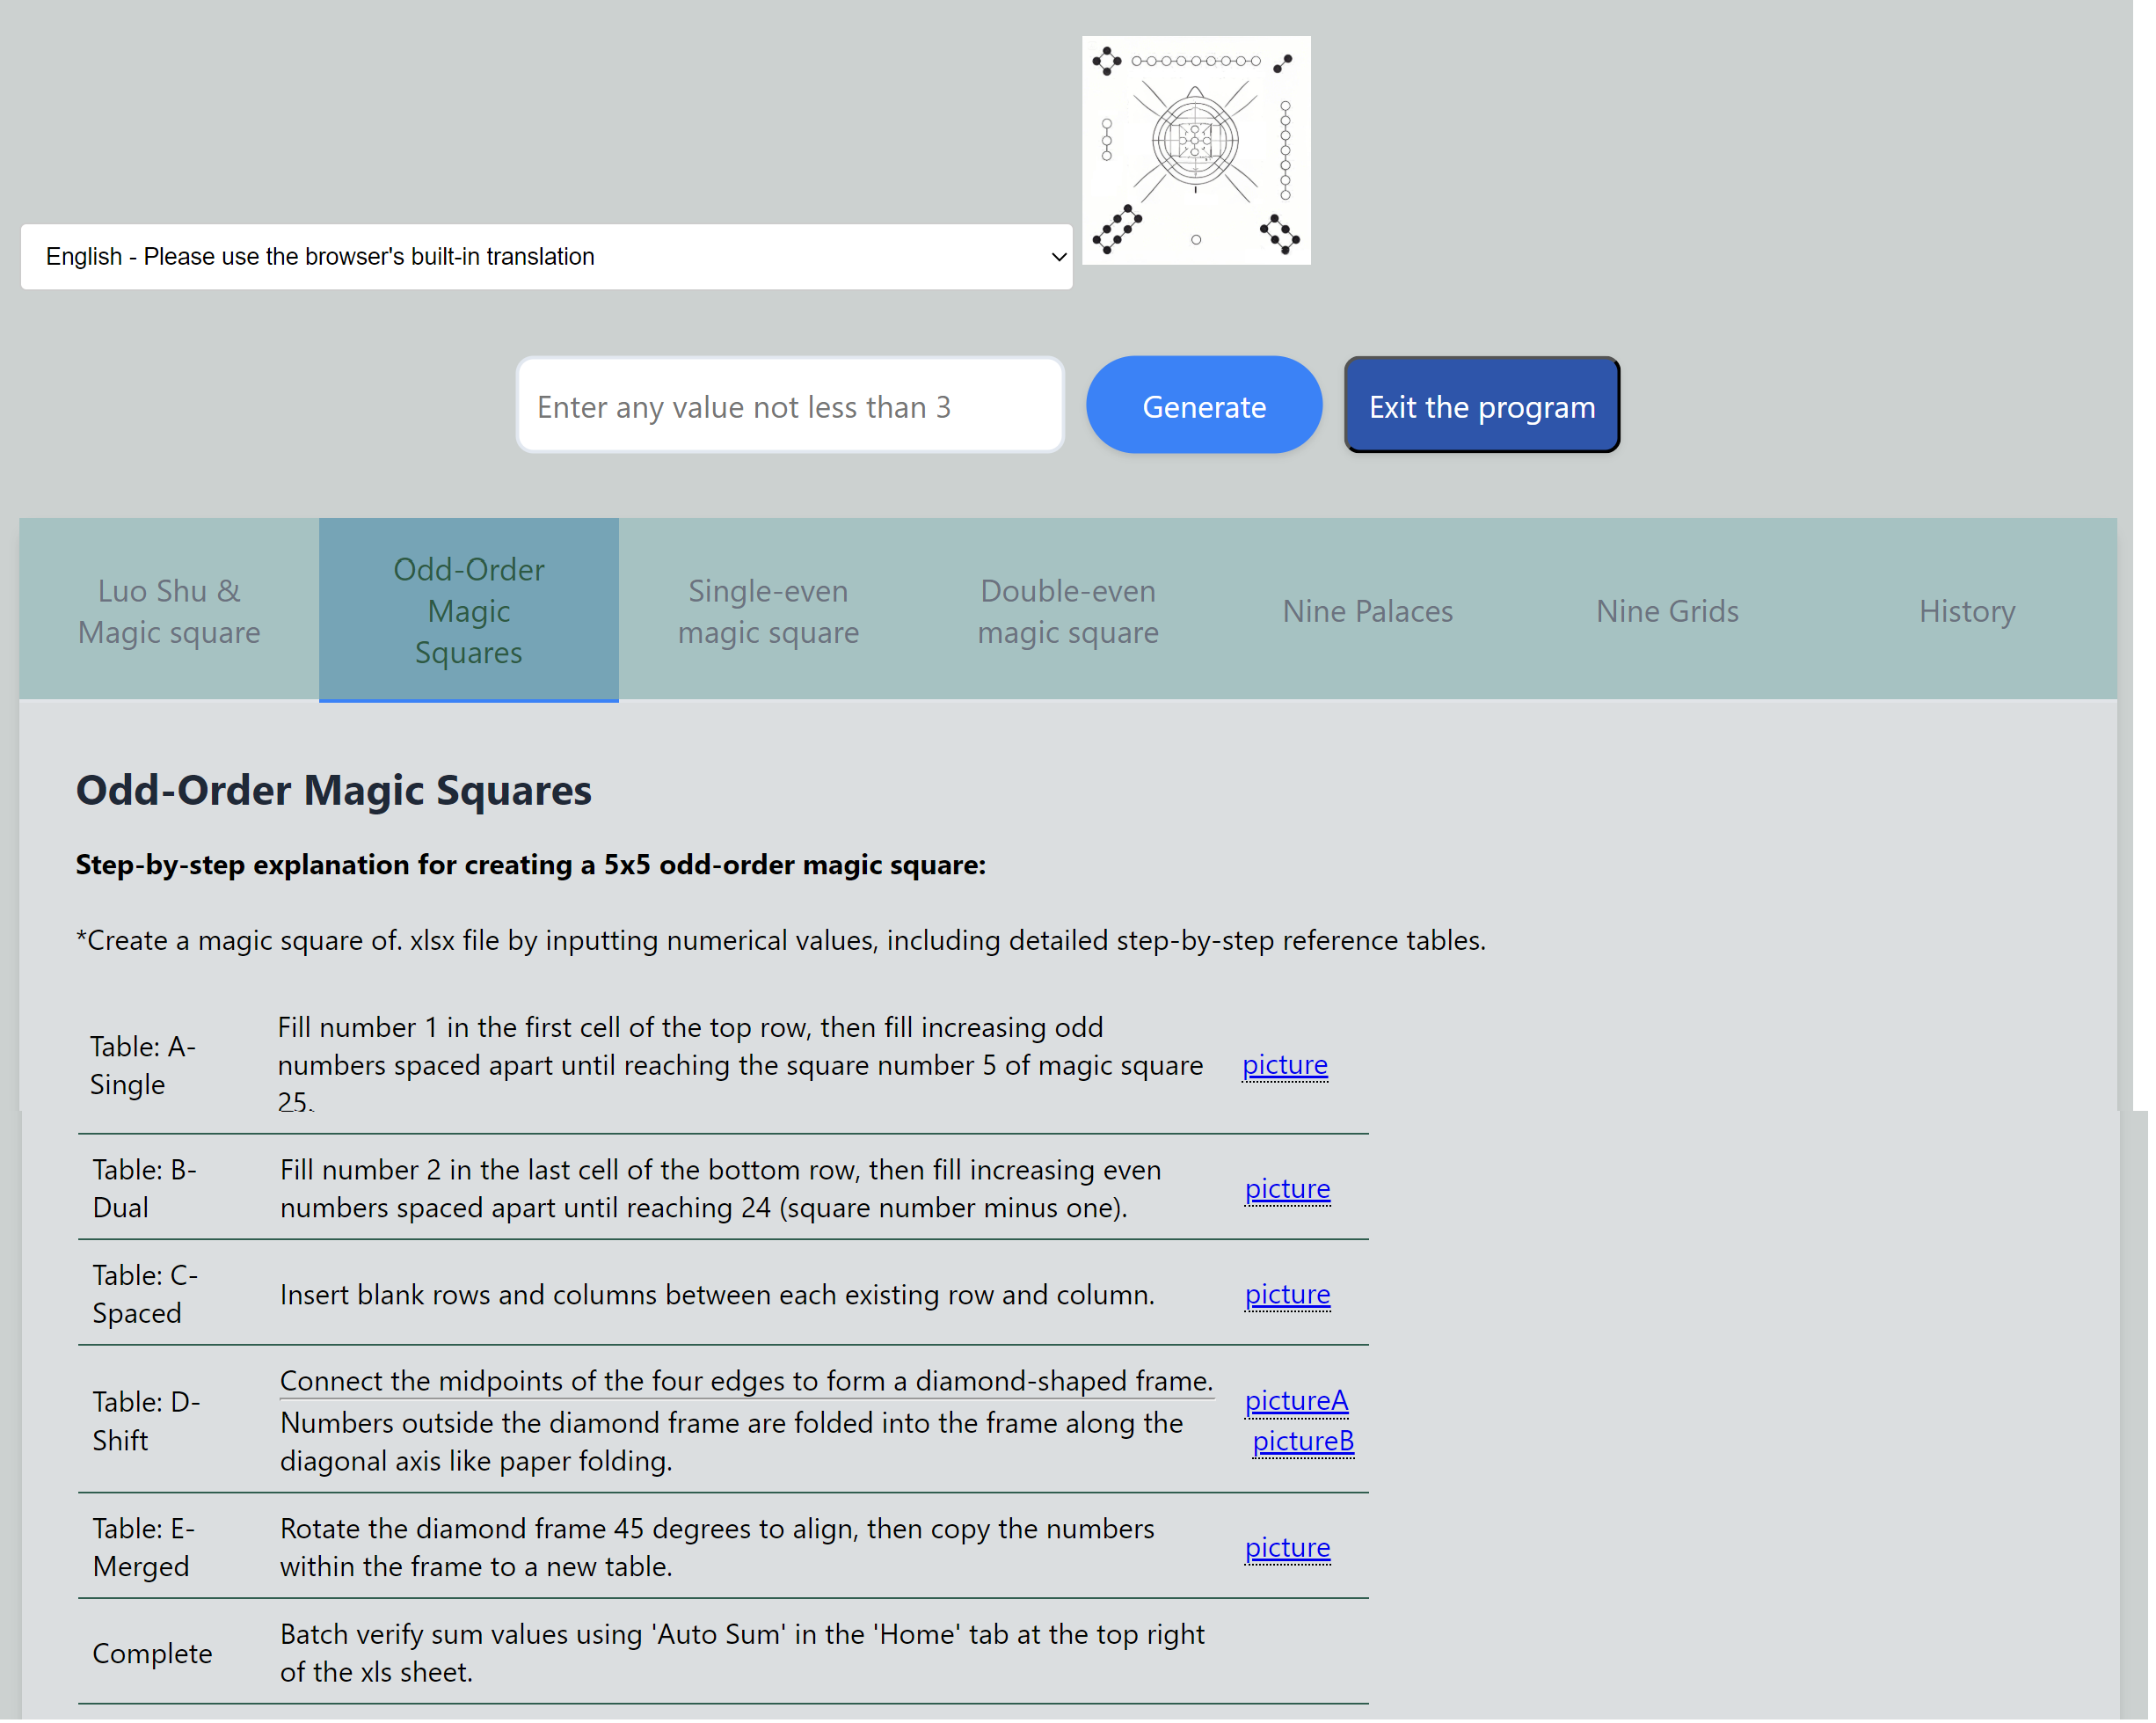 English - Please use the browser's built-in translation
Enter any value not less than 3
Generate
Exit the program
Luo Shu &
Magic square
Odd-Order
Magic
Squares
Single-even
magic square
Double-even
magic square
Nine Palaces
Nine Grids
History
Odd-Order Magic Squares
Step-by-step explanation for creating a 5x5 odd-order magic square:
*Create a magic square of. xlsx file by inputting numerical values, including detailed step-by-step reference tables.
Table: A-
Single
Fill number 1 in the first cell of the top row, then fill increasing odd
numbers spaced apart until reaching the square number 5 of magic square
25.
picture
Table: B-
Dual
Fill number 2 in the last cell of the bottom row, then fill increasing even
numbers spaced apart until reaching 24 (square number minus one).
picture
Table: C-
Spaced
Insert blank rows and columns between each existing row and column.
picture
Table: D-
Shift
Connect the midpoints of the four edges to form a diamond-shaped frame.
Numbers outside the diamond frame are folded into the frame along the
diagonal axis like paper folding.
pictureA
pictureB
Table: E-
Merged
Rotate the diamond frame 45 degrees to align, then copy the numbers
within the frame to a new table.
picture
Complete
Batch verify sum values using 'Auto Sum' in the 'Home' tab at the top right
of the xls sheet.